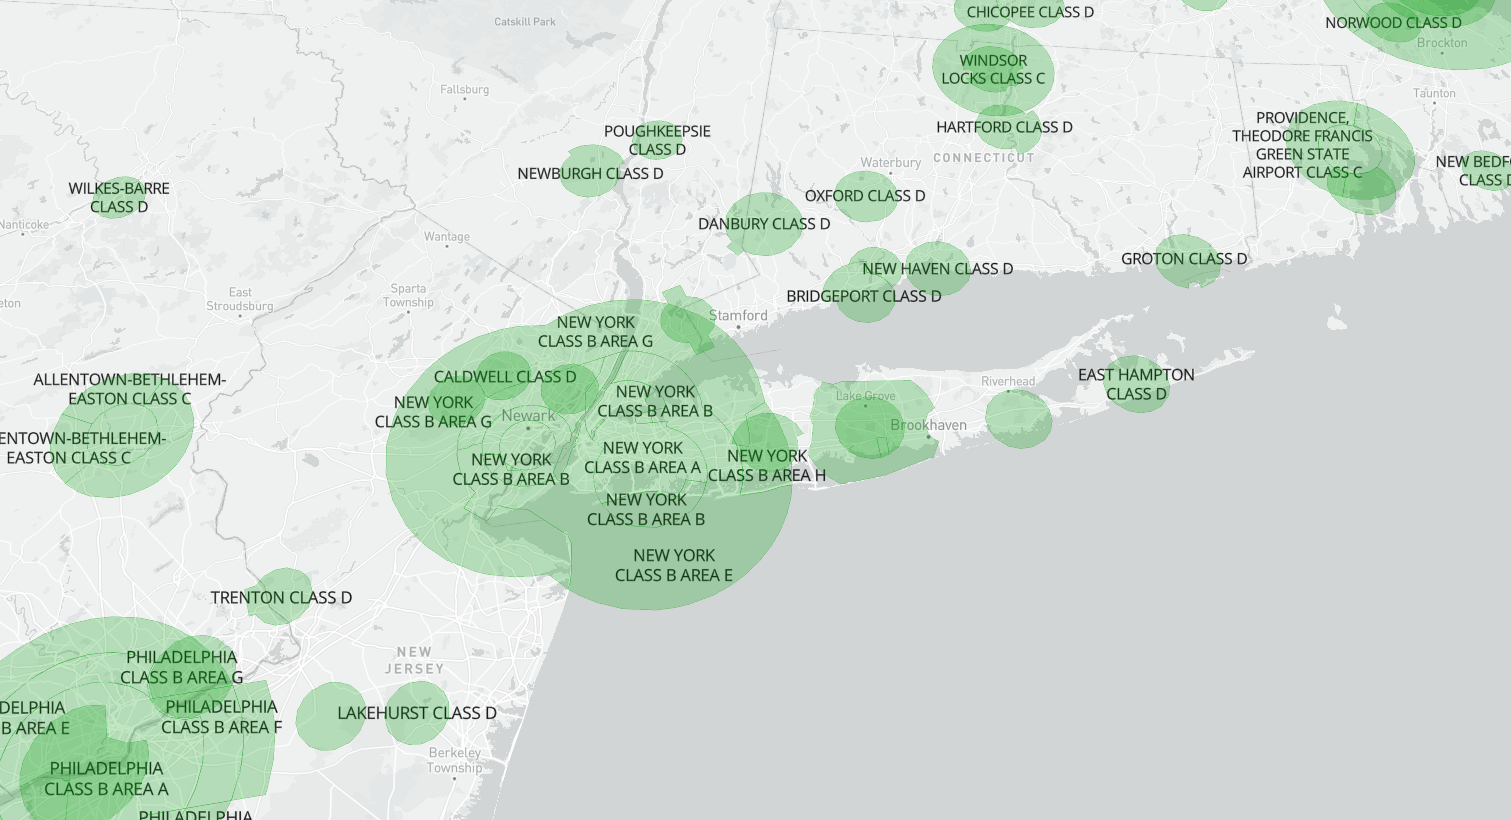 Catskill Park
CHICOPEE CLASS D
NORWOOD CLASS D
Brockton
WINDSOR
LOCKS CLASS C
Fallsburg
Taunton
POUGHKEEPSIE
CLASS D
HARTFORD CLASS D
PROVIDENCE,
THEODORE FRANCIS
GREEN STATE
AIRPORT CLASS C
NEWBURGH CLASS D
Waterbury
CONNECTICUT
NEW BEDF
CLASS D
WILKES-BARRE
CLASS D
OXFORD CLASS D
Nanticoke
DANBURY CLASS D
Wantage
GROTON CLASS D
NEW HAVEN CLASS D
BRIDGEPORT CLASS D
eton
East
Stroudsburg
Sparta
Township
Stamford
NEW YORK
CLASS B AREA G
ALLENTOWN-BETHLEHEM-
EASTON CLASS C
CALDWELL CLASS D
Riverhead
EAST HAMPTON
CLASS D
NEW YORK
CLASS B AREA G
Newark
NEW YORK
CLASS B AREA B
Lake Grove
Brookhaven
ENTOWN-BETHLEHEM-
EASTON CLASS C
NEW YORK
CLASS B AREA B
NEW YORK
CLASS B AREA A
NEW YORK
CLASS B AREA H
NEW YORK
CLASS B AREA B
NEW YORK
CLASS B AREA E
TRENTON CLASS D
NEW
JERSEY
PHILADELPHIA
CLASS B AREA G
DELPHIA
B AREA E
PHILADELPHIA
CLASS B AREA F
LAKEHURST CLASS D
Berkeley
Township
PHILADELPHIA
CLASS B AREA A
PHILADELPHIA